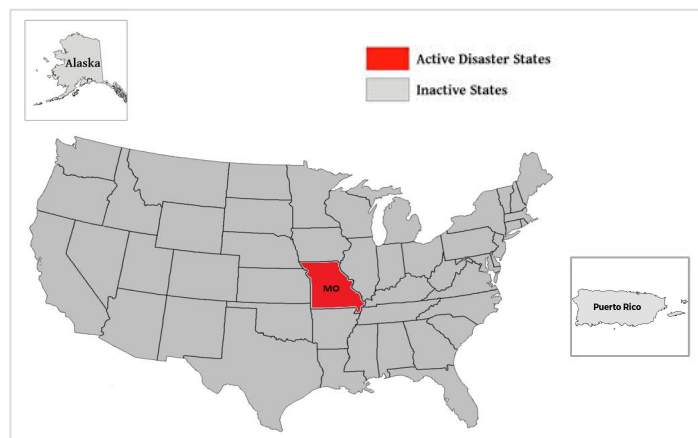 Alaska
Active Disaster States
Inactive States
MO
Puerto Rico